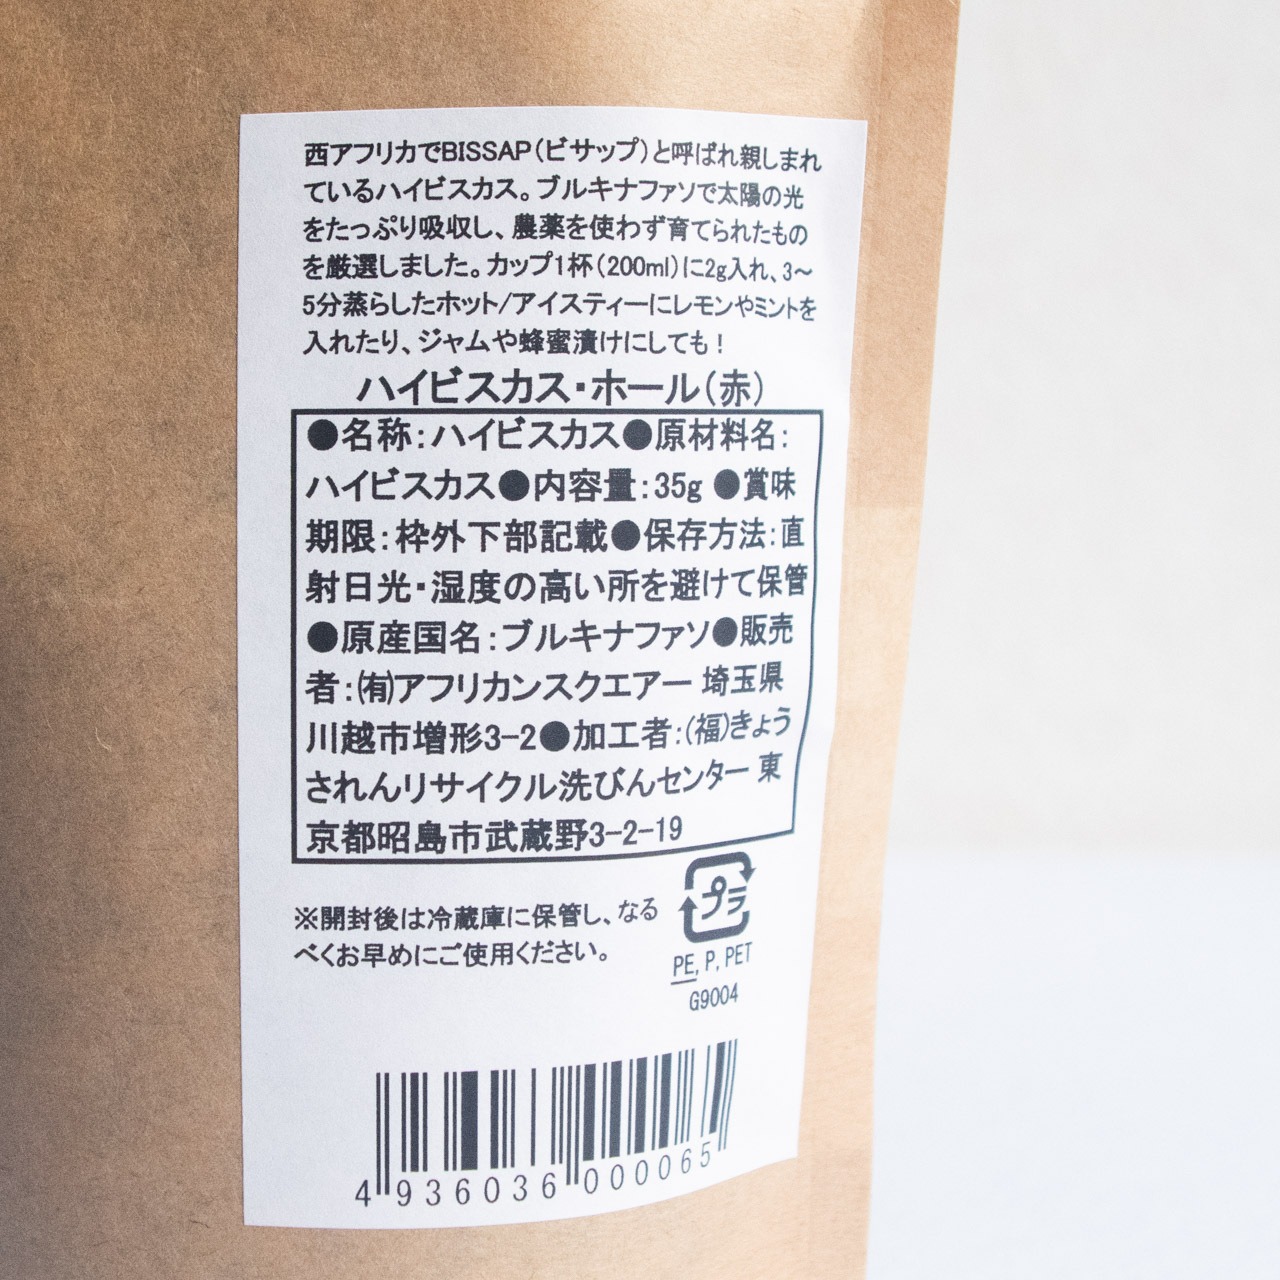 西アフリカでBISSAP(ビサップ)と呼ばれ親しまれ
ているハイビスカス。ブルキナファソで太陽の光
をたっぷり吸収し、農薬を使わず育てられたもの
を厳選しました。カップ1杯(200ml)に2g入れ、3～
5分蒸らしたホット/アイスティーにレモンやミントを
入れたり、ジャムや蜂蜜漬けにしても!
ハイビスカス・ホール(赤)
●名称:ハイビスカス●原材料名:
ハイビスカス●内容量:35g ●賞味
期限:枠外下部記載●保存方法:直
射日光・湿度の高い所を避けて保管
●原産国名:ブルキナファソ●販売
者:㈲アフリカンスクエアー 埼玉県
川越市増形3-2●加工者:(福)きょう
されんリサイクル洗びんセンター 東
京都昭島市武蔵野3-2-19
※開封後は冷蔵庫に保管し、なる
べくお早めにご使用ください。
プラ
PE, P, PET
G9004
4 936036 000065